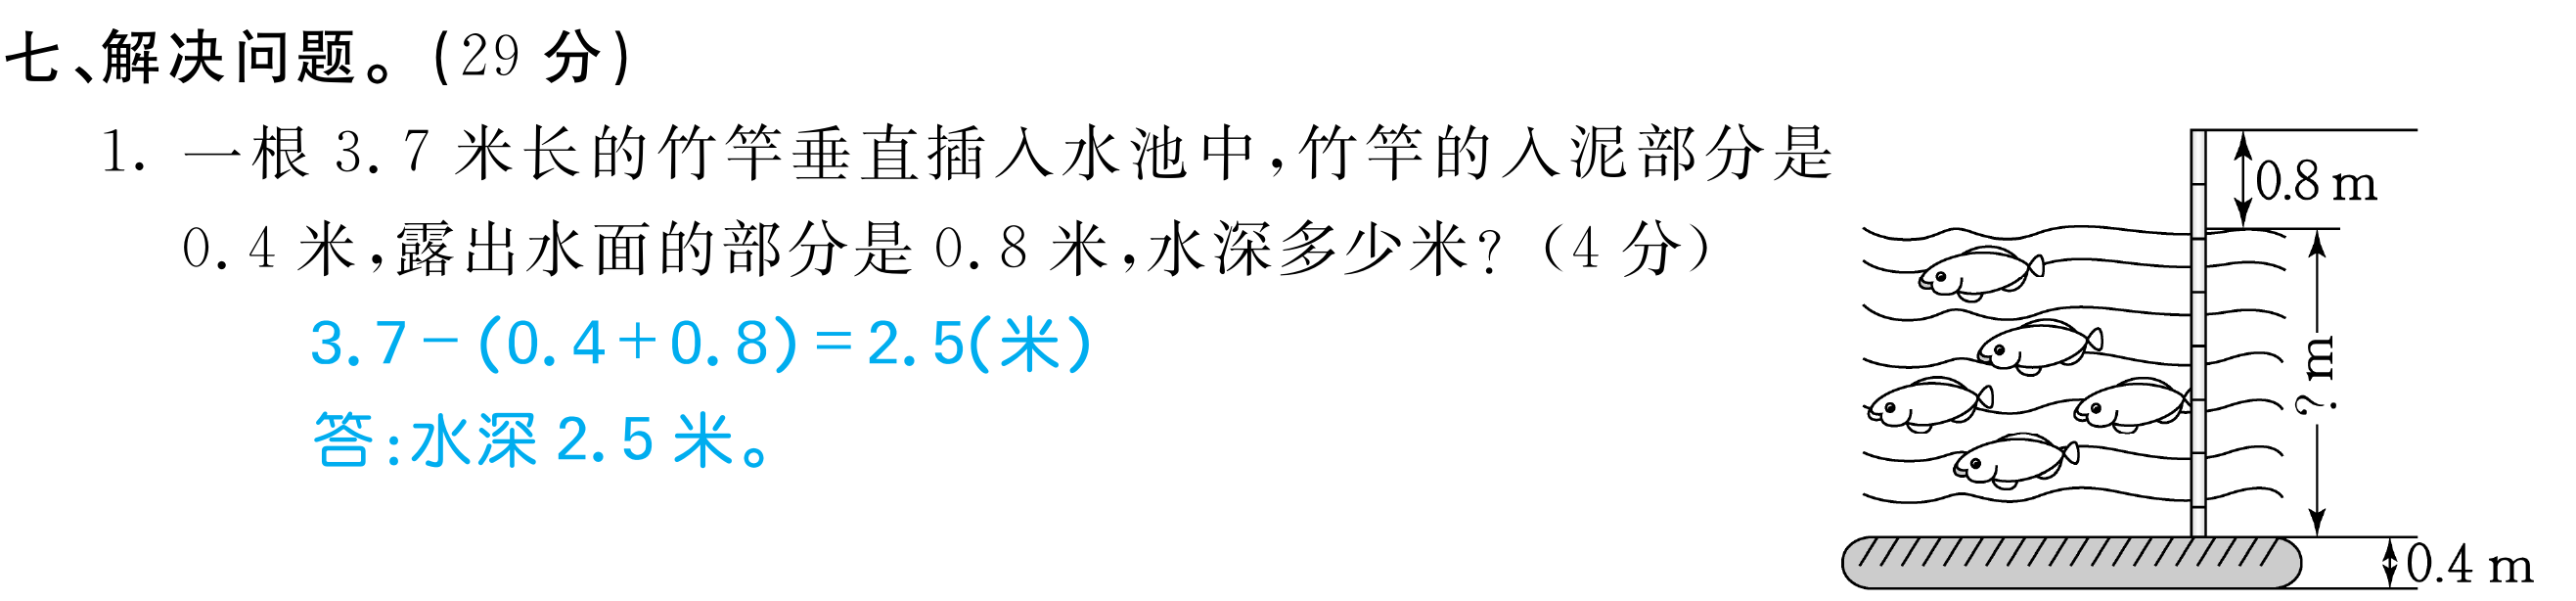 七、解决问题。(29 分)
1. 一根 3.7 米长的竹竿垂直插入水池中,竹竿的入泥部分是
0.4 米,露出水面的部分是 0.8 米,水深多少米?(4 分)
3.7-(0.4+0.8)=2.5(米)
答:水深 2.5 米。
0.8 m
? m
0.4 m